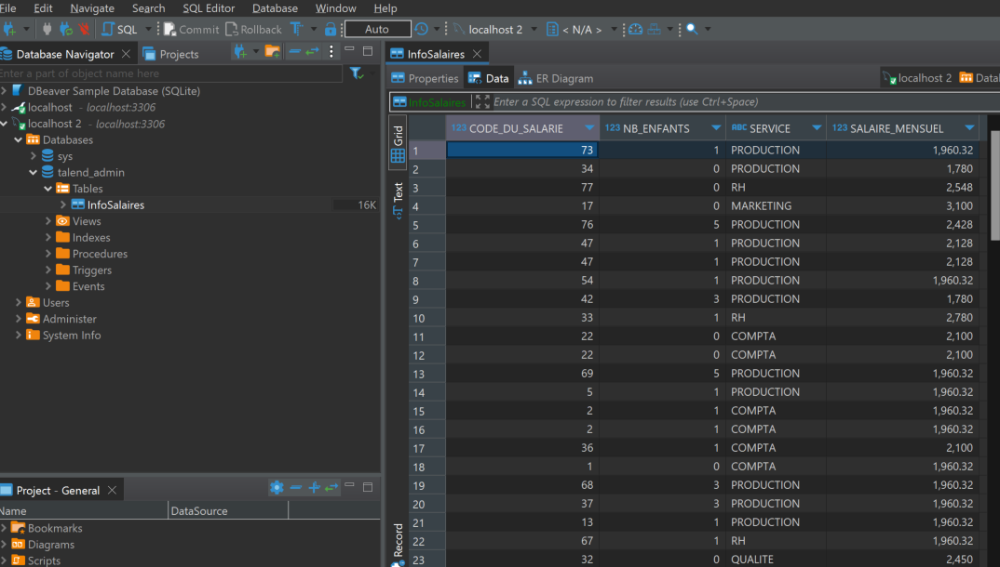 File Edit Navigate Search SQL Editor Database Window Help
SQL Commit Rollback Auto localhost 2 < N/A >
Database Navigator Projects
Enter a part of object name here
DBeaver Sample Database (SQLite)
localhost - localhost:3306
localhost 2 - localhost:3306
Databases
sys
talend_admin
Tables
InfoSalaires 16K
Views
Indexes
Procedures
Triggers
Events
Users
Administer
System Info
Project - General
Name DataSource
Bookmarks
Diagrams
Scripts
InfoSalaires
Properties Data ER Diagram localhost 2 Data
InfoSalaires Enter a SQL expression to filter results (use Ctrl+Space)
Grid
Text
Record
123 CODE_DU_SALARIE 123 NB_ENFANTS ABC SERVICE 123 SALAIRE_MENSUEL
1 73 1 PRODUCTION 1,960.32
2 34 0 PRODUCTION 1,780
3 77 0 RH 2,548
4 17 0 MARKETING 3,100
5 76 5 PRODUCTION 2,428
6 47 1 PRODUCTION 2,128
7 47 1 PRODUCTION 2,128
8 54 1 PRODUCTION 1,960.32
9 42 3 PRODUCTION 1,780
10 33 1 RH 2,780
11 22 0 COMPTA 2,100
12 22 0 COMPTA 2,100
13 69 5 PRODUCTION 1,960.32
14 5 1 PRODUCTION 1,960.32
15 2 1 COMPTA 1,960.32
16 2 1 COMPTA 1,960.32
17 36 1 COMPTA 2,100
18 1 0 COMPTA 1,960.32
19 68 3 PRODUCTION 1,960.32
20 37 3 PRODUCTION 1,960.32
21 13 1 PRODUCTION 1,960.32
22 67 1 RH 1,960.32
23 32 0 QUALITE 2,450